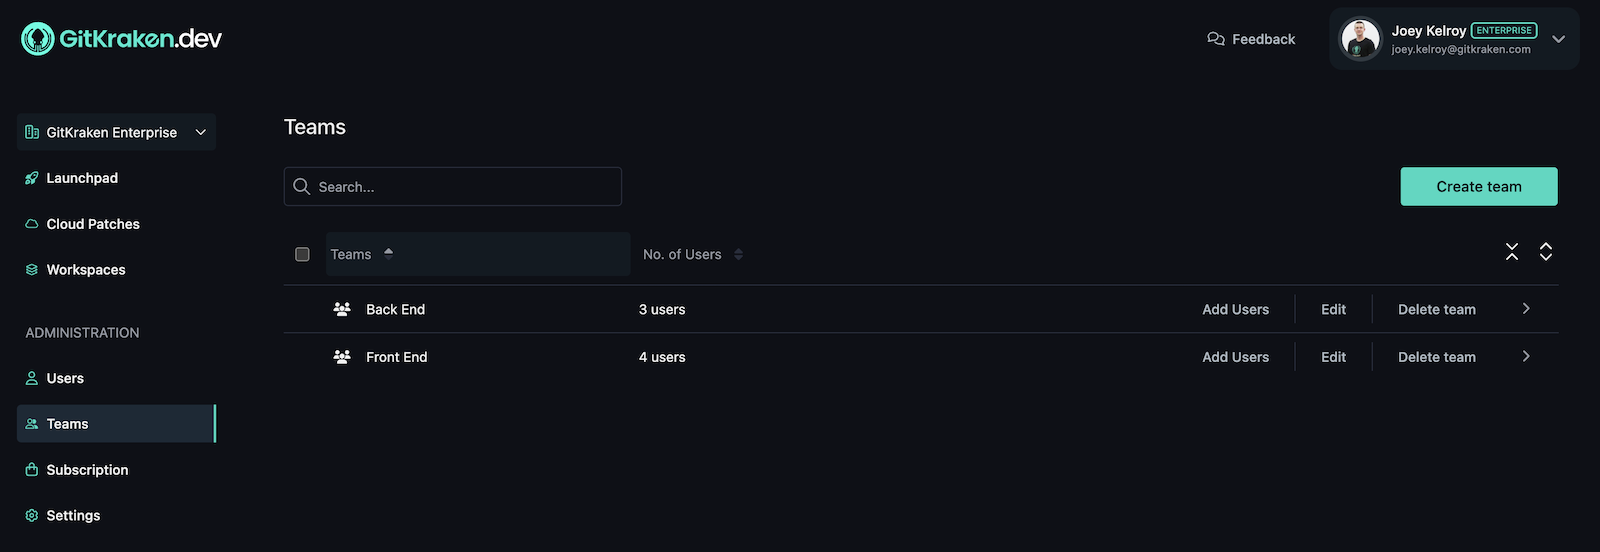 GitKraken.dev
Feedback
Joey Kelroy ENTERPRISE
joey.kelroy@gitkraken.com
GitKraken Enterprise
Launchpad
Cloud Patches
Workspaces
ADMINISTRATION
Users
Teams
Subscription
Settings
Teams
Search...
Create team
Teams No. of Users
Back End 3 users Add Users Edit Delete team
Front End 4 users Add Users Edit Delete team